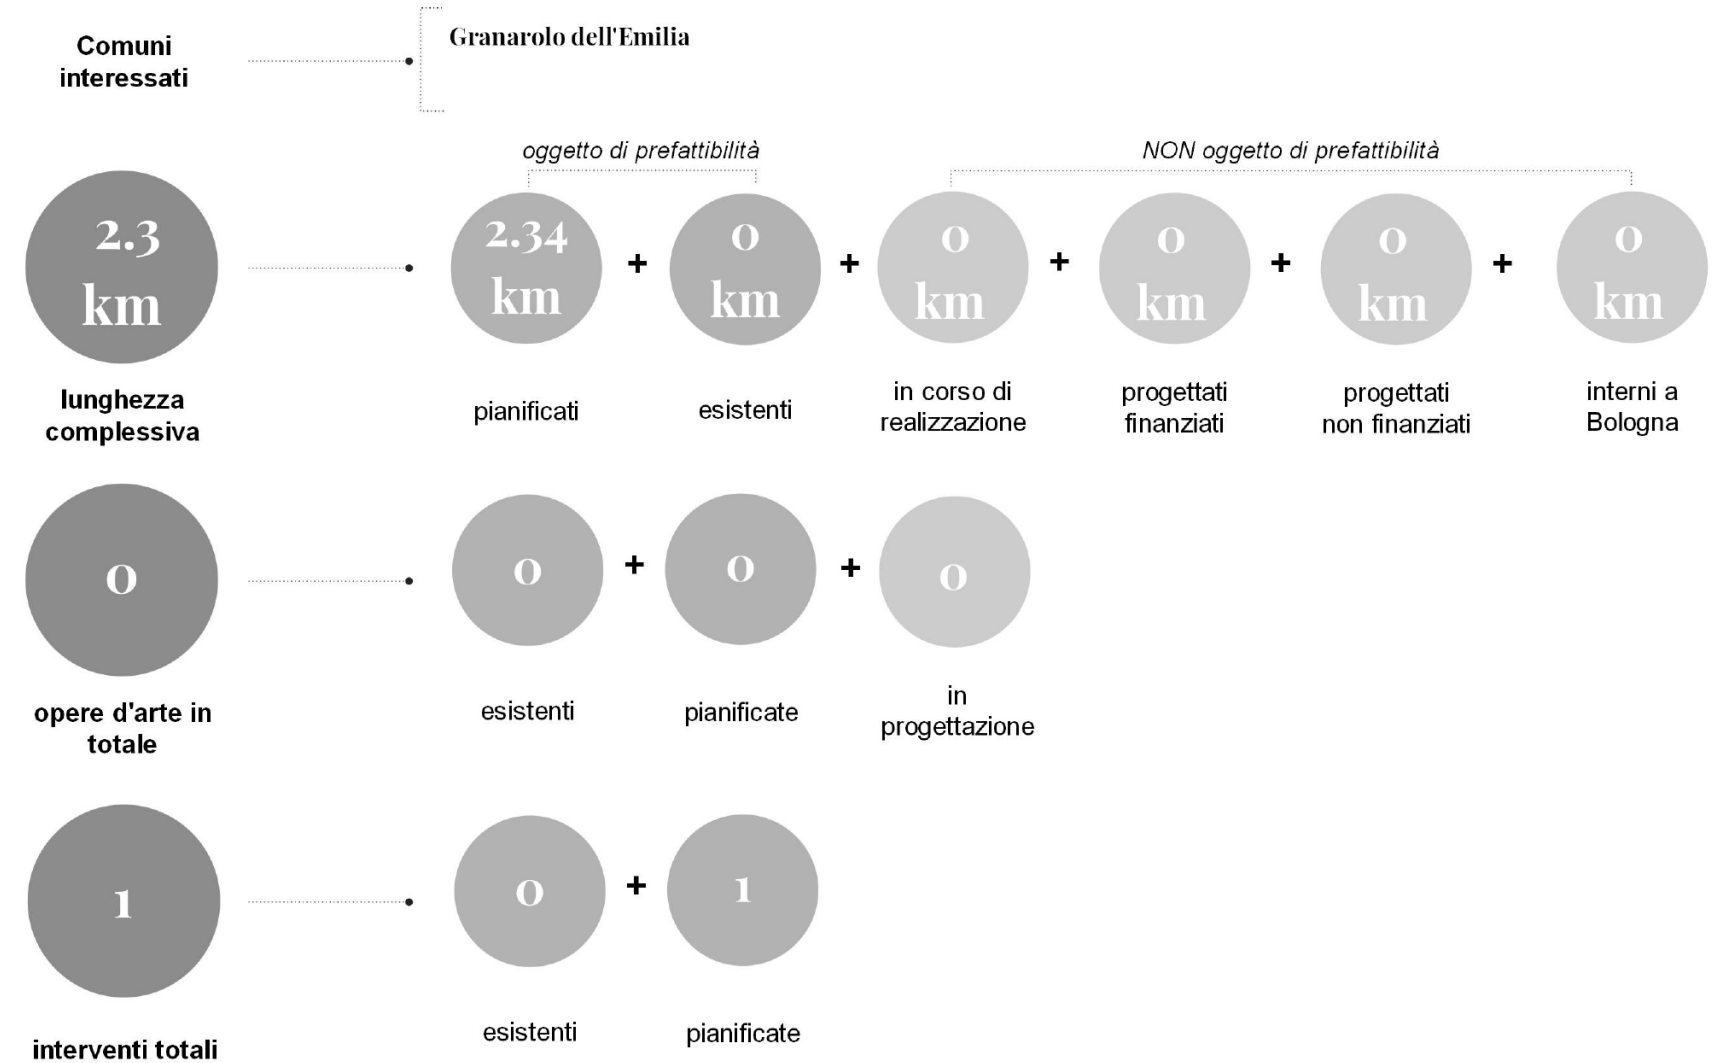 Comuni
interessati
Granarolo dell'Emilia
oggetto di prefattibilità
NON oggetto di prefattibilità
2.3
km
2.34
km
+
0
km
+
0
km
+
0
km
+
0
km
+
0
km
lunghezza
complessiva
pianificati
esistenti
in corso di
realizzazione
progettati
finanziati
progettati
non finanziati
interni a
Bologna
0
0
+
0
+
0
opere d'arte in
totale
esistenti
pianificate
in
progettazione
1
0
+
1
interventi totali
esistenti
pianificate